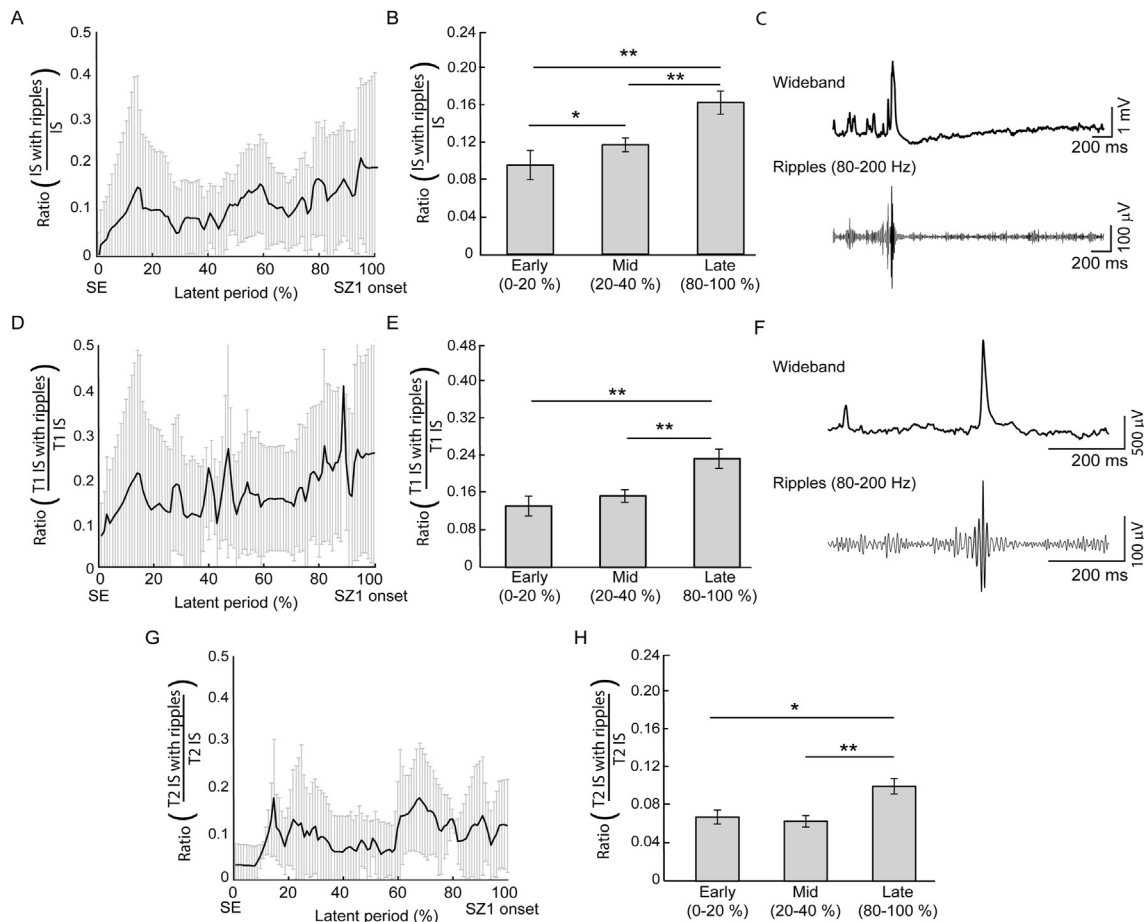 A
Ratio ( IS with ripples / IS )
0.5
0.4
0.3
0.2
0.1
0
0 20 40 60 80 100
SE Latent period (%) SZ1 onset
B
Ratio ( IS with ripples / IS )
0.24
0.20
0.16
0.12
0.08
0.04
0
**
**
*
Early Mid Late
(0-20 %) (20-40 %) (80-100 %)
C
Wideband
1 mV
200 ms
Ripples (80-200 Hz)
100 µV
200 ms
D
Ratio ( T1 IS with ripples / T1 IS )
0.5
0.4
0.3
0.2
0.1
0
0 20 40 60 80 100
SE Latent period (%) SZ1 onset
E
Ratio ( T1 IS with ripples / T1 IS )
0.48
0.40
0.32
0.24
0.16
0.08
0
**
**
Early Mid Late
(0-20 %) (20-40 %) 80-100 %)
F
Wideband
500 µV
200 ms
Ripples (80-200 Hz)
100 µV
200 ms
G
Ratio ( T2 IS with ripples / T2 IS )
0.5
0.4
0.3
0.2
0.1
0
0 20 40 60 80 100
SE Latent period (%) SZ1 onset
H
Ratio ( T2 IS with ripples / T2 IS )
0.24
0.20
0.16
0.12
0.08
0.04
0
*
**
Early Mid Late
(0-20 %) (20-40 %) (80-100 %)